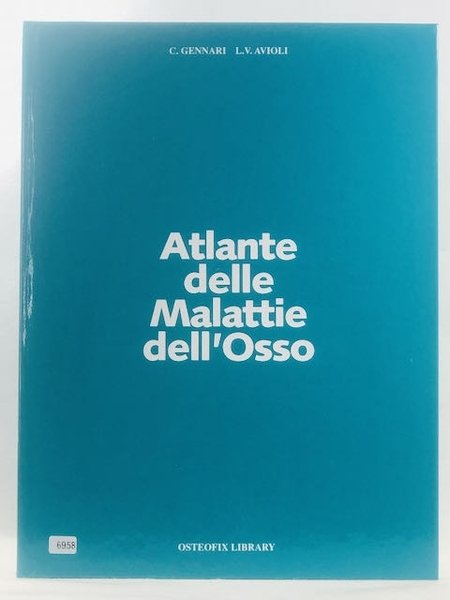 C. GENNARI L.V. AVIOLI
Atlante
delle
Malattie
dell'Osso
6958
OSTEOFIX LIBRARY